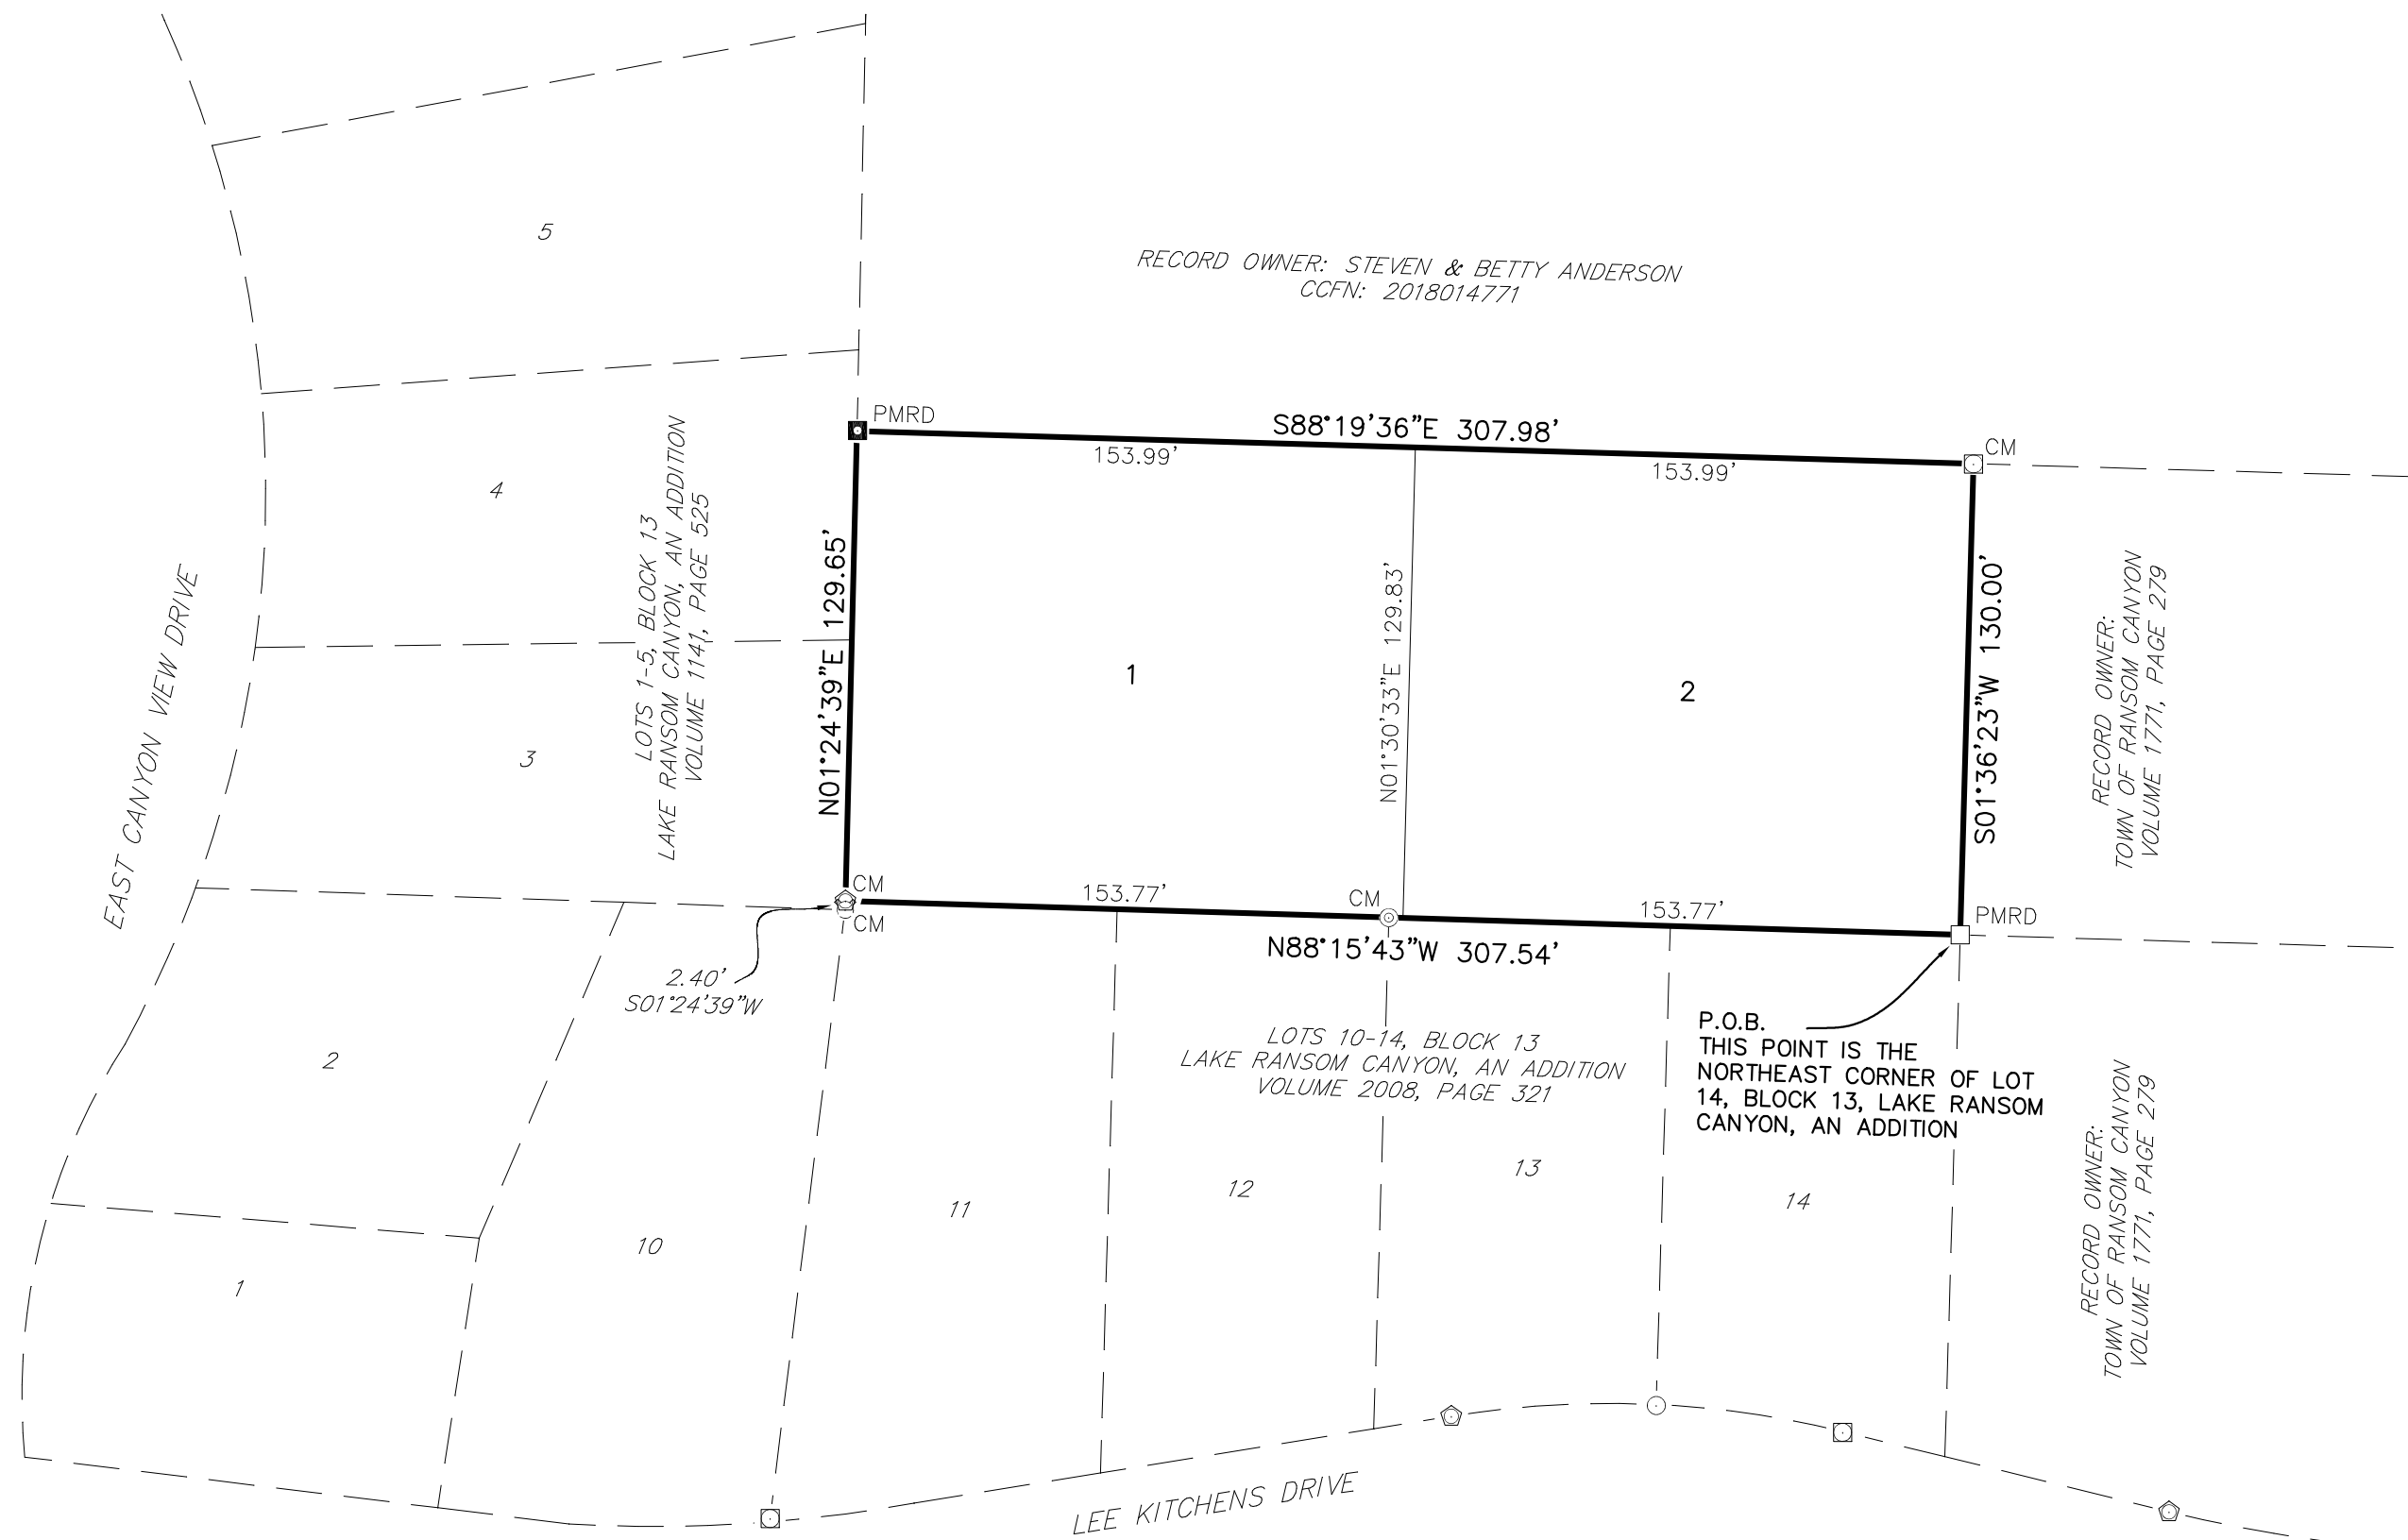 5
RECORD OWNER: STEVEN & BETTY ANDERSON
CCFN: 2018014771
PMRD
S88°19'36"E 307.98'
CM
153.99'
153.99'
4
LOTS 1-5, BLOCK 13
LAKE RANSOM CANYON, AN ADDITION
VOLUME 1141, PAGE 525
N01°24'39"E 129.65'
N01°30'33"E 129.83'
S01°36'23"W 130.00'
RECORD OWNER:
TOWN OF RANSOM CANYON
VOLUME 1771, PAGE 279
EAST CANYON VIEW DRIVE
1
2
3
CM
153.77'
CM
153.77'
PMRD
CM
N88°15'43"W 307.54'
2.40'
S01°24'39"W
P.O.B.
THIS POINT IS THE
NORTHEAST CORNER OF LOT
14, BLOCK 13, LAKE RANSOM
CANYON, AN ADDITION
LOTS 10-14, BLOCK 13
LAKE RANSOM CANYON, AN ADDITION
VOLUME 2008, PAGE 321
2
RECORD OWNER:
TOWN OF RANSOM CANYON
VOLUME 1771, PAGE 279
13
12
14
11
10
1
LEE KITCHENS DRIVE